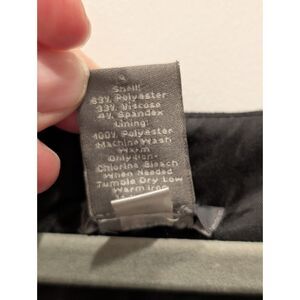 Shell:
63% Polyester
33% Viscose
4% Spandex
Lining:
100% Polyester
Machine Wash
Warm
Only Non-
Chlorine Bleach
When Needed
Tumble Dry Low
Warm Iron